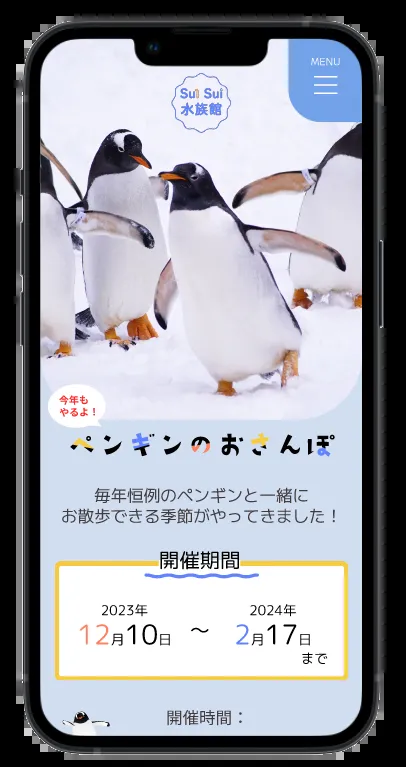 MENU
Sui Sui
水族館
今年も
やるよ！
ペンギンのおさんぽ
毎年恒例のペンギンと一緒に
お散歩できる季節がやってきました！
開催期間
2023年
2024年
12月10日 〜 2月17日
まで
開催時間：